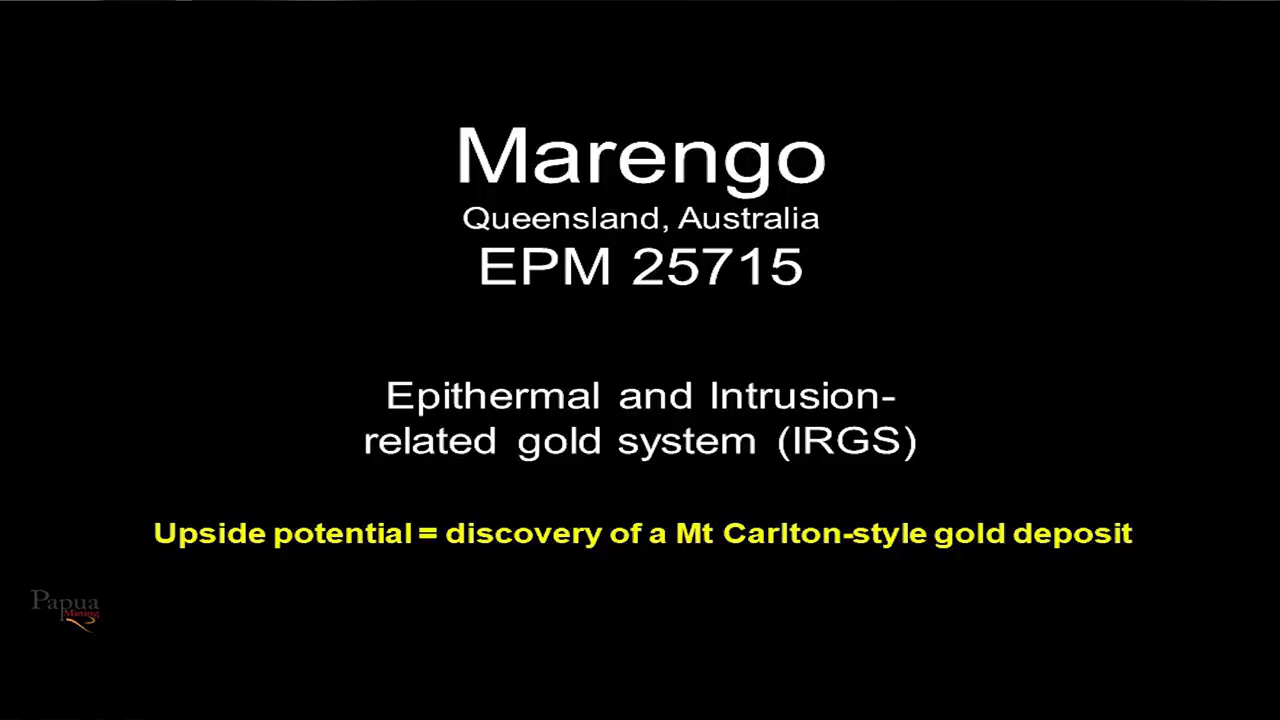 Marengo
Queensland, Australia
EPM 25715
Epithermal and Intrusion-
related gold system (IRGS)
Upside potential = discovery of a Mt Carlton-style gold deposit
Papua
Mining